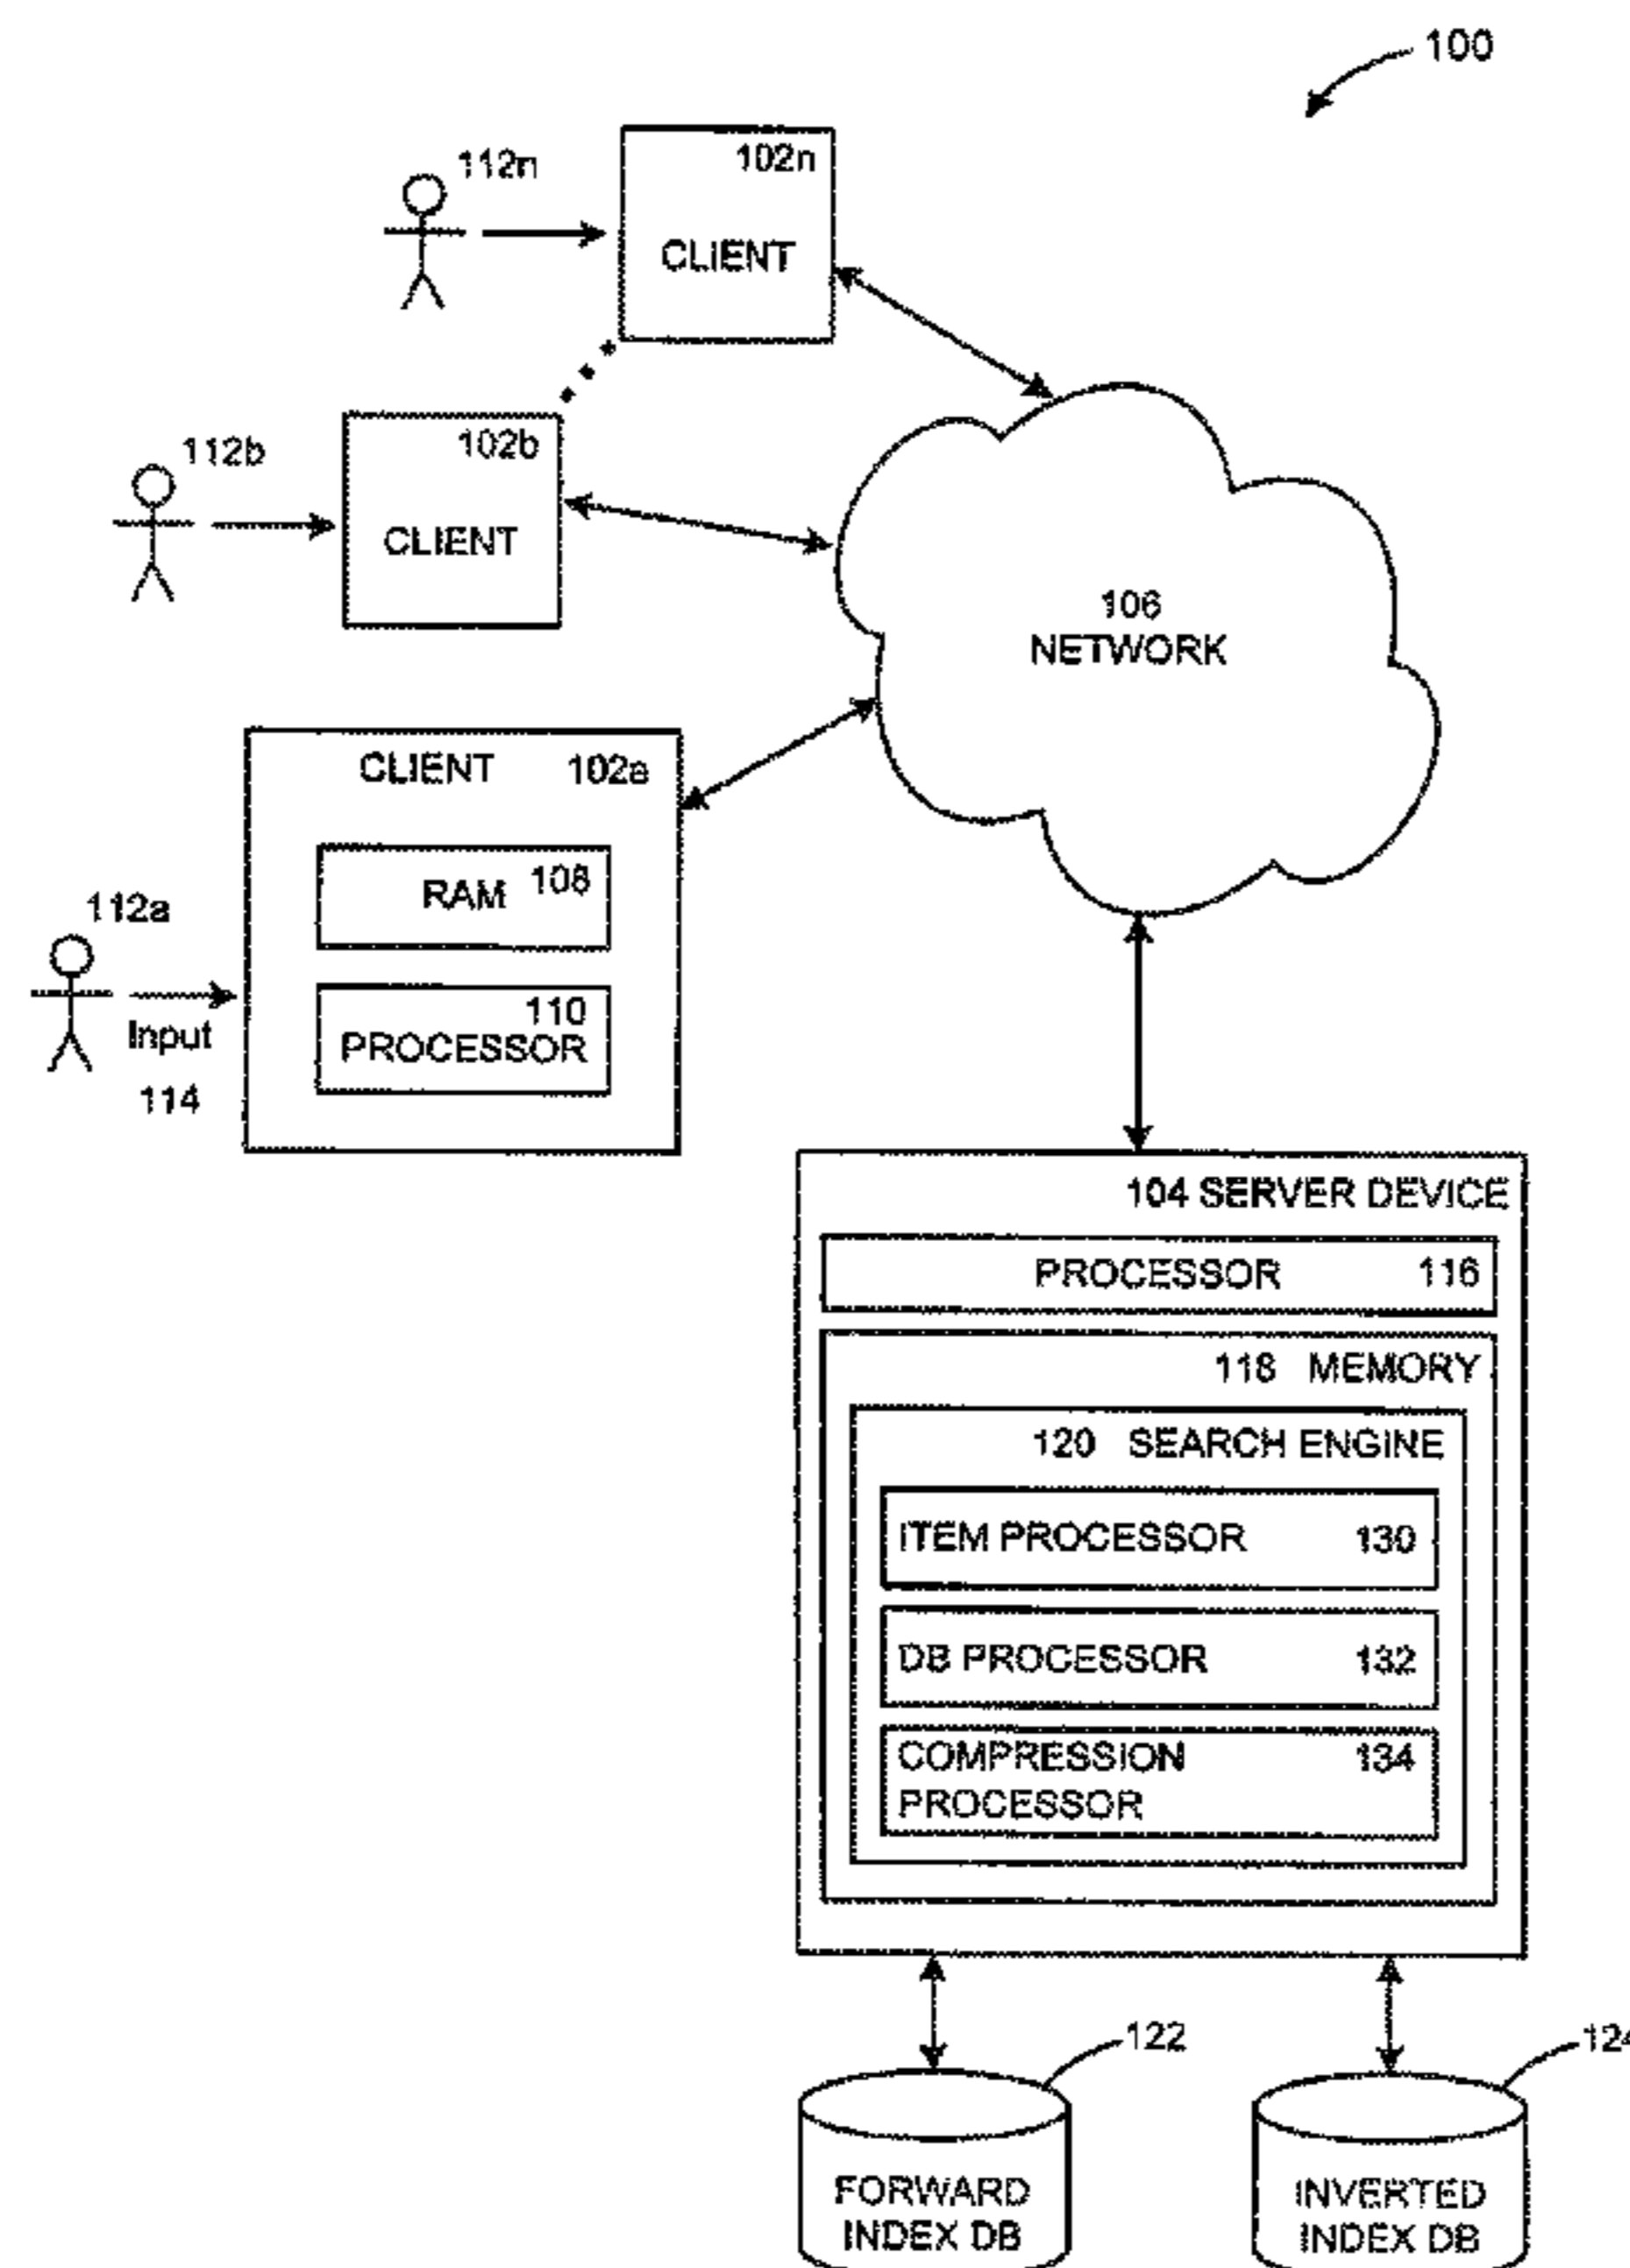 100
112n
102n
CLIENT
112b
102b
CLIENT
106
NETWORK
CLIENT 102a
RAM 108
112a
110
PROCESSOR
Input
114
104 SERVER DEVICE
PROCESSOR 116
118 MEMORY
120 SEARCH ENGINE
ITEM PROCESSOR 130
DB PROCESSOR 132
COMPRESSION 134
PROCESSOR
122
124
FORWARD
INDEX DB
INVERTED
INDEX DB